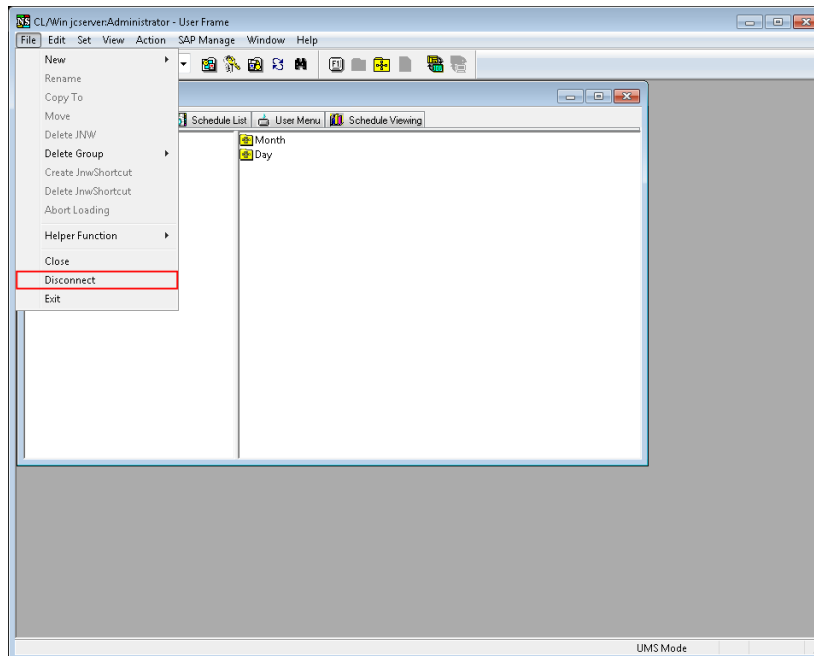 CL/Win jcserver:Administrator - User Frame
File Edit Set View Action SAP Manage Window Help
New
Rename
Copy To
Move
Delete JNW
Delete Group
Create JnwShortcut
Delete JnwShortcut
Abort Loading
Helper Function
Close
Disconnect
Exit
Schedule List User Menu Schedule Viewing
Month
Day
UMS Mode